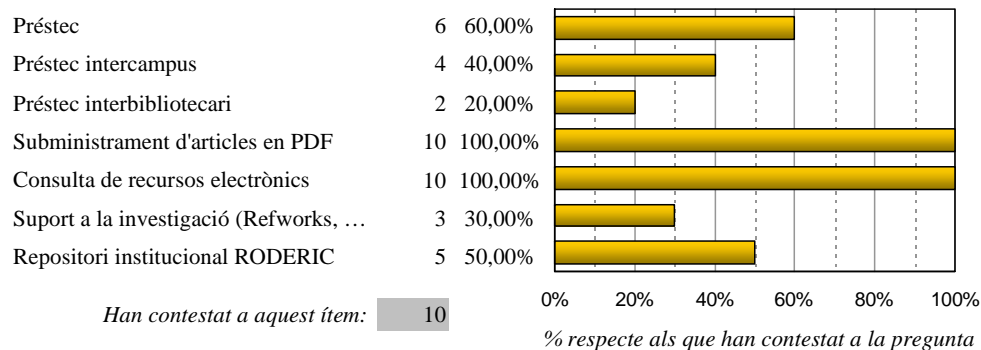 Préstec 6 60,00%
Préstec intercampus 4 40,00%
Préstec interbibliotecari 2 20,00%
Subministrament d'articles en PDF 10 100,00%
Consulta de recursos electrònics 10 100,00%
Suport a la investigació (Refworks, … 3 30,00%
Repositori institucional RODERIC 5 50,00%
0% 20% 40% 60% 80% 100%
Han contestat a aquest ítem: 10
% respecte als que han contestat a la pregunta